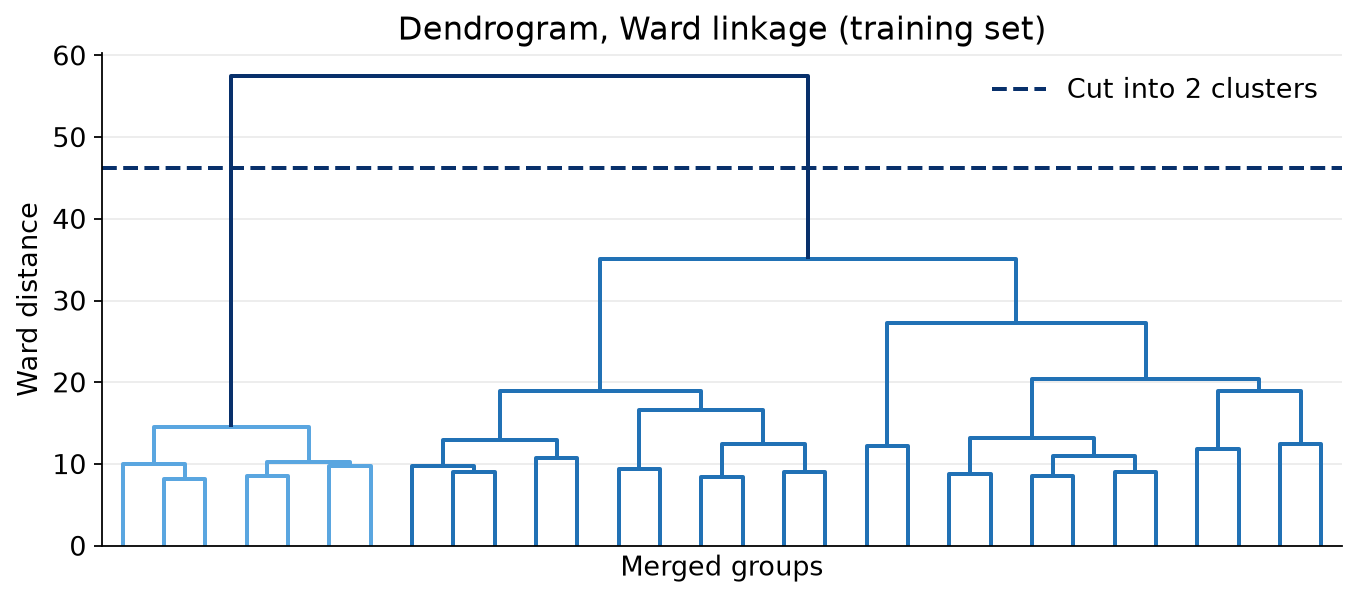 Dendrogram, Ward linkage (training set)
Cut into 2 clusters
Ward distance
60
50
40
30
20
10
0
Merged groups